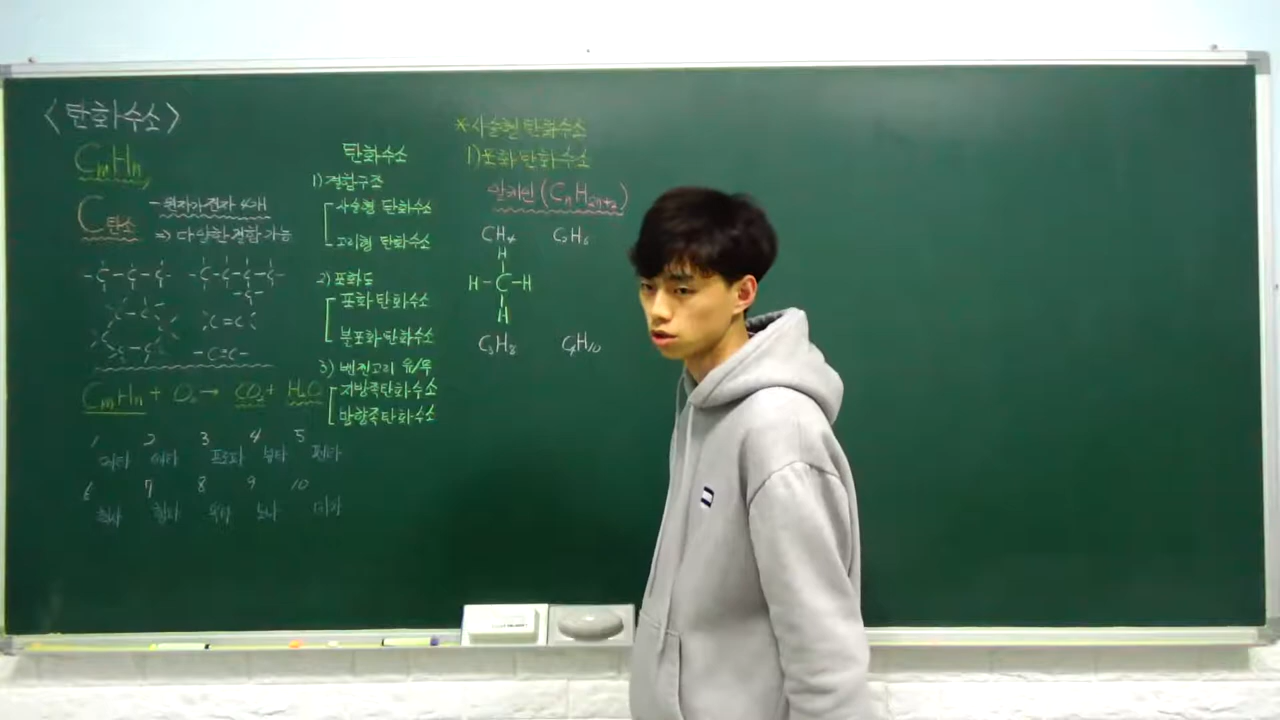 <탄화수소>
CmHn,
C탄소
- 원자가 전자 4개
⇒ 다양한 결합 가능
-C-C-C-
-C-C-C-C-
-C-
C=C
-C≡C-
CmHn + O₂ → CO₂ + H₂O
1 2 3 4 5
메타 에타 프로파 뷰타 펜타
6 7 8 9 10
헥사 헵타 옥타 노나 데카
탄화수소
1) 결합구조
사슬형 탄화수소
고리형 탄화수소
2) 포화도
포화 탄화수소
불포화 탄화수소
3) 벤젠고리 유/무
지방족탄화수소
방향족탄화수소
*사슬형 탄화수소
1) 포화 탄화수소
알케인 (CnH2n+2)
CH₄ C₂H₆
H
H-C-H
H
C₃H₈ C₄H₁₀